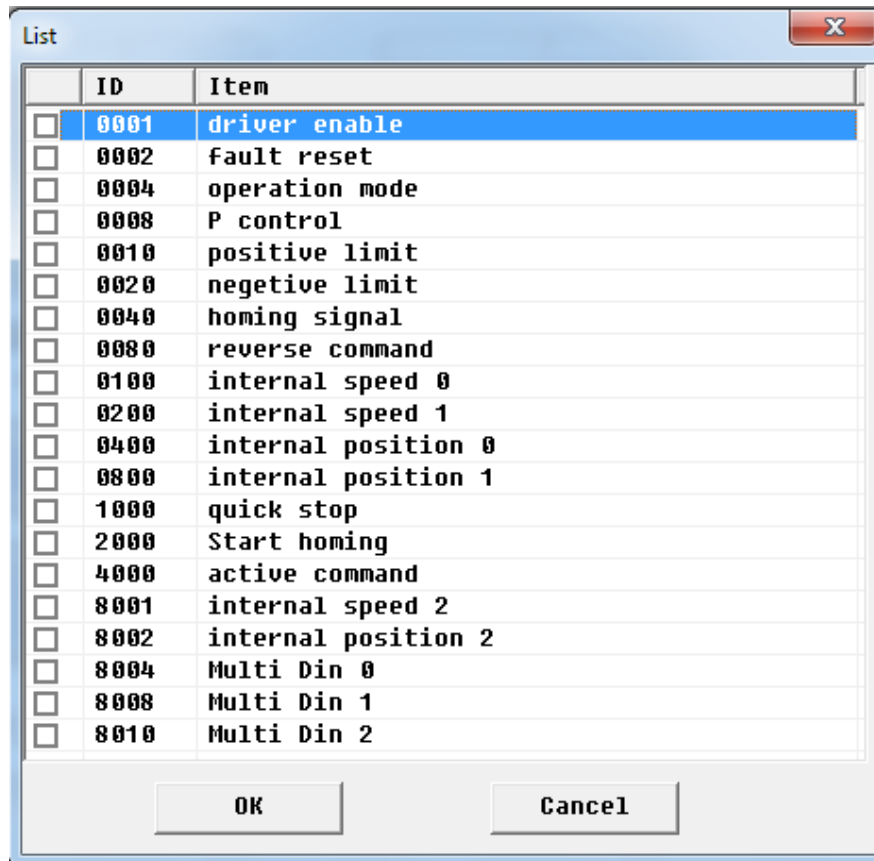 List
ID Item
0001 driver enable
0002 fault reset
0004 operation mode
0008 P control
0010 positive limit
0020 negetive limit
0040 homing signal
0080 reverse command
0100 internal speed 0
0200 internal speed 1
0400 internal position 0
0800 internal position 1
1000 quick stop
2000 Start homing
4000 active command
8001 internal speed 2
8002 internal position 2
8004 Multi Din 0
8008 Multi Din 1
8010 Multi Din 2
OK Cancel